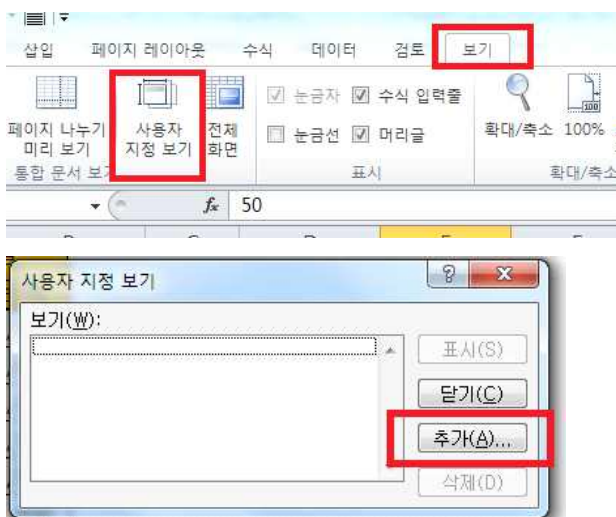 삽입 페이지 레이아웃 수식 데이터 검토 보기
페이지 나누기 미리 보기
사용자 지정 보기
전체 화면
눈금자 수식 입력줄
눈금선 머리글
확대/축소 100%
통합 문서 보기 표시 확대/축소
fx 50
사용자 지정 보기
보기(W):
표시(S)
닫기(C)
추가(A)...
삭제(D)